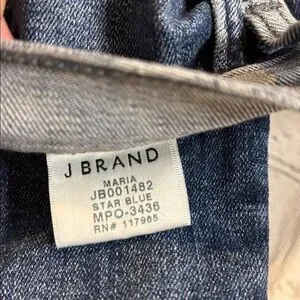 J BRAND
MARIA
JB001482
STAR BLUE
MPO-3436
RN# 117965